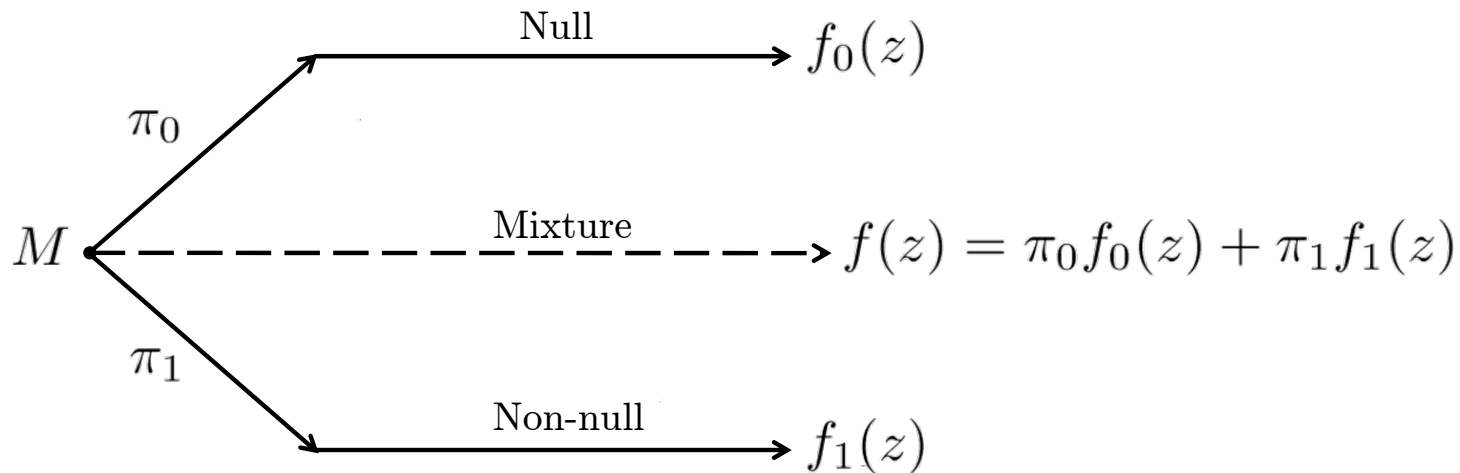 Null
f₀(z)
π₀
M
Mixture
f(z) = π₀f₀(z) + π₁f₁(z)
π₁
Non-null
f₁(z)